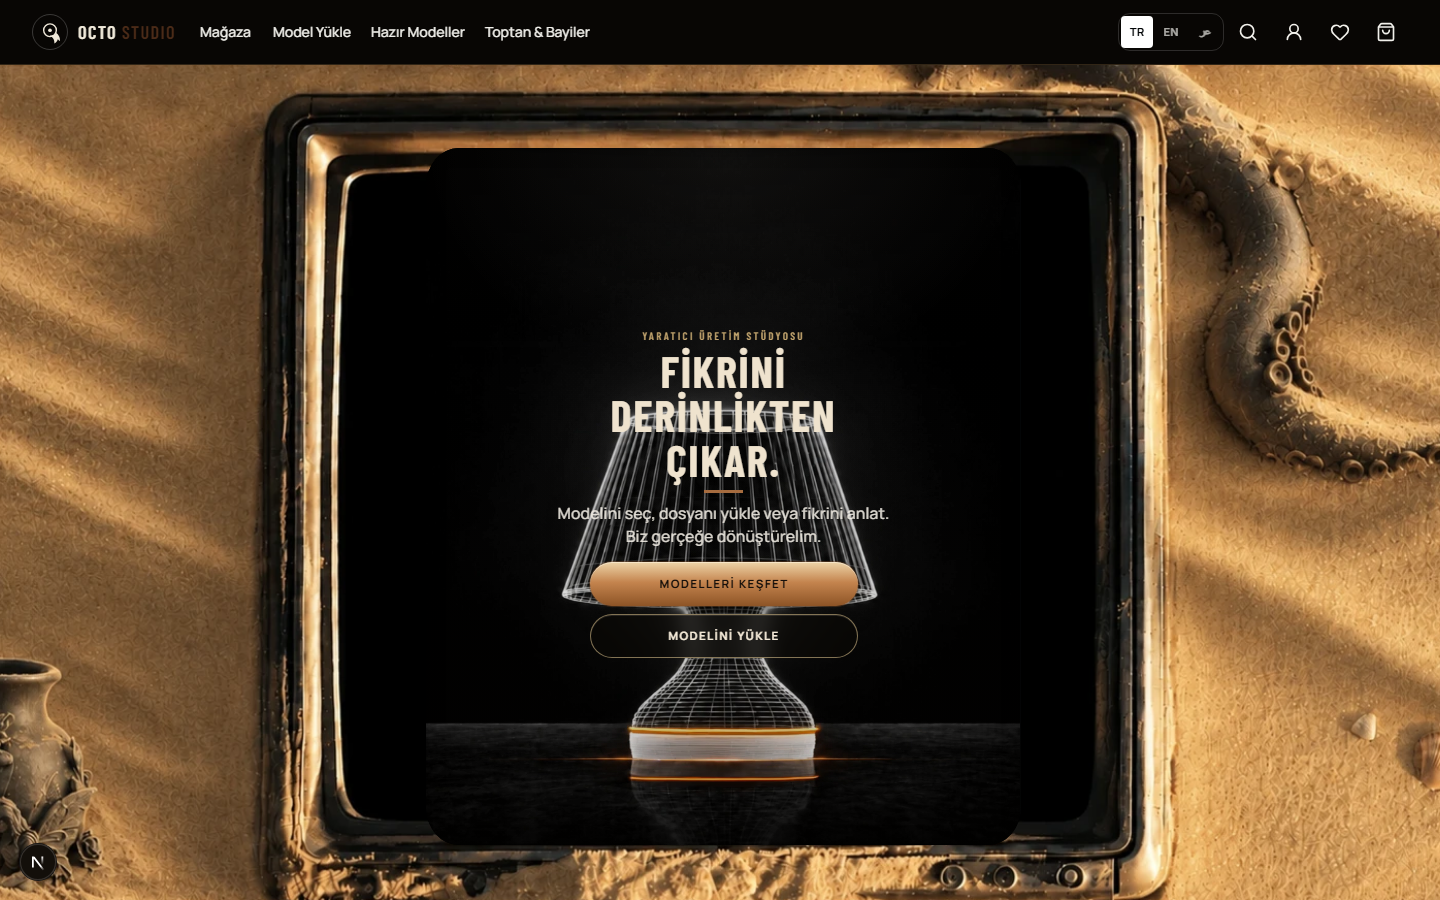 OCTO STUDIO
Mağaza
Model Yükle
Hazır Modeller
Toptan & Bayiler
TR
EN
عر
YARATICI ÜRETİM STÜDYOSU
FİKRİNİ
DERİNLİKTEN
ÇIKAR.
Modelini seç, dosyanı yükle veya fikrini anlat.
Biz gerçeğe dönüştürelim.
MODELLERİ KEŞFET
MODELİNİ YÜKLE
N